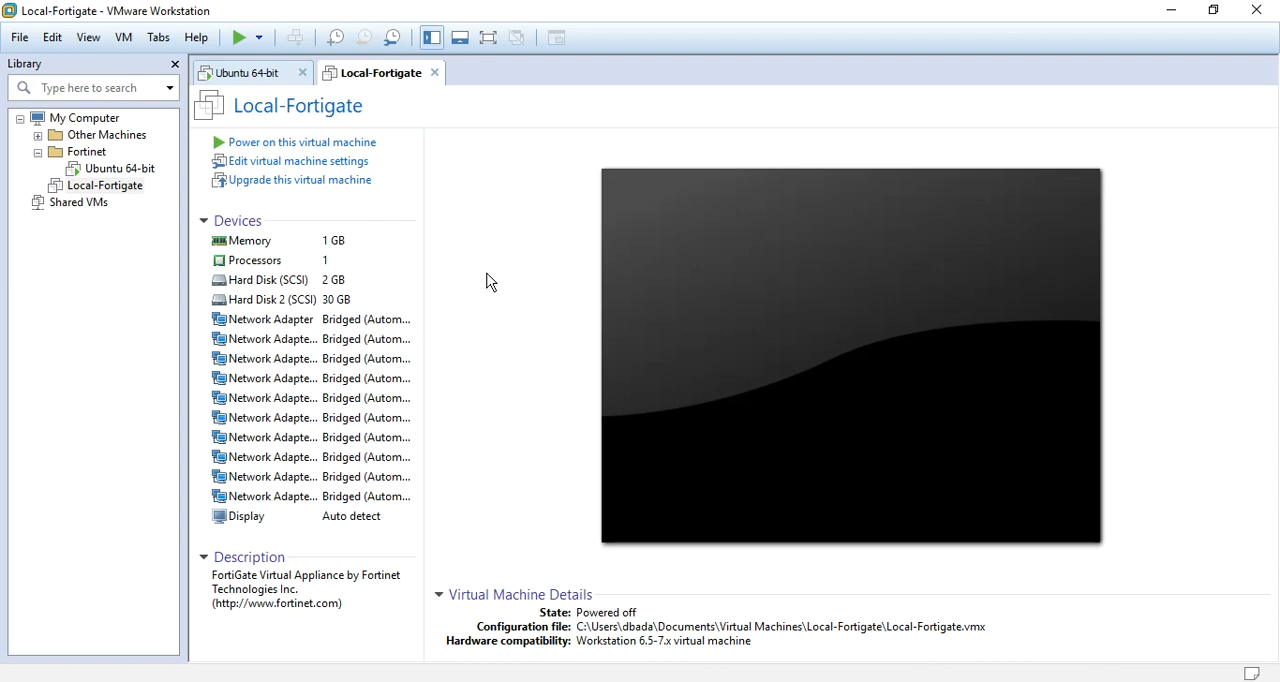 Local-Fortigate - VMware Workstation
File Edit View VM Tabs Help
Library
Type here to search
My Computer
Other Machines
Fortinet
Ubuntu 64-bit
Local-Fortigate
Shared VMs
Ubuntu 64-bit Local-Fortigate
Local-Fortigate
Power on this virtual machine
Edit virtual machine settings
Upgrade this virtual machine
Devices
Memory 1 GB
Processors 1
Hard Disk (SCSI) 2 GB
Hard Disk 2 (SCSI) 30 GB
Network Adapter Bridged (Autom...
Network Adapte... Bridged (Autom...
Network Adapte... Bridged (Autom...
Network Adapte... Bridged (Autom...
Network Adapte... Bridged (Autom...
Network Adapte... Bridged (Autom...
Network Adapte... Bridged (Autom...
Network Adapte... Bridged (Autom...
Network Adapte... Bridged (Autom...
Network Adapte... Bridged (Autom...
Display Auto detect
Description
FortiGate Virtual Appliance by Fortinet
Technologies Inc.
(http://www.fortinet.com)
Virtual Machine Details
State: Powered off
Configuration file: C:\Users\dbada\Documents\Virtual Machines\Local-Fortigate\Local-Fortigate.vmx
Hardware compatibility: Workstation 6.5-7.x virtual machine